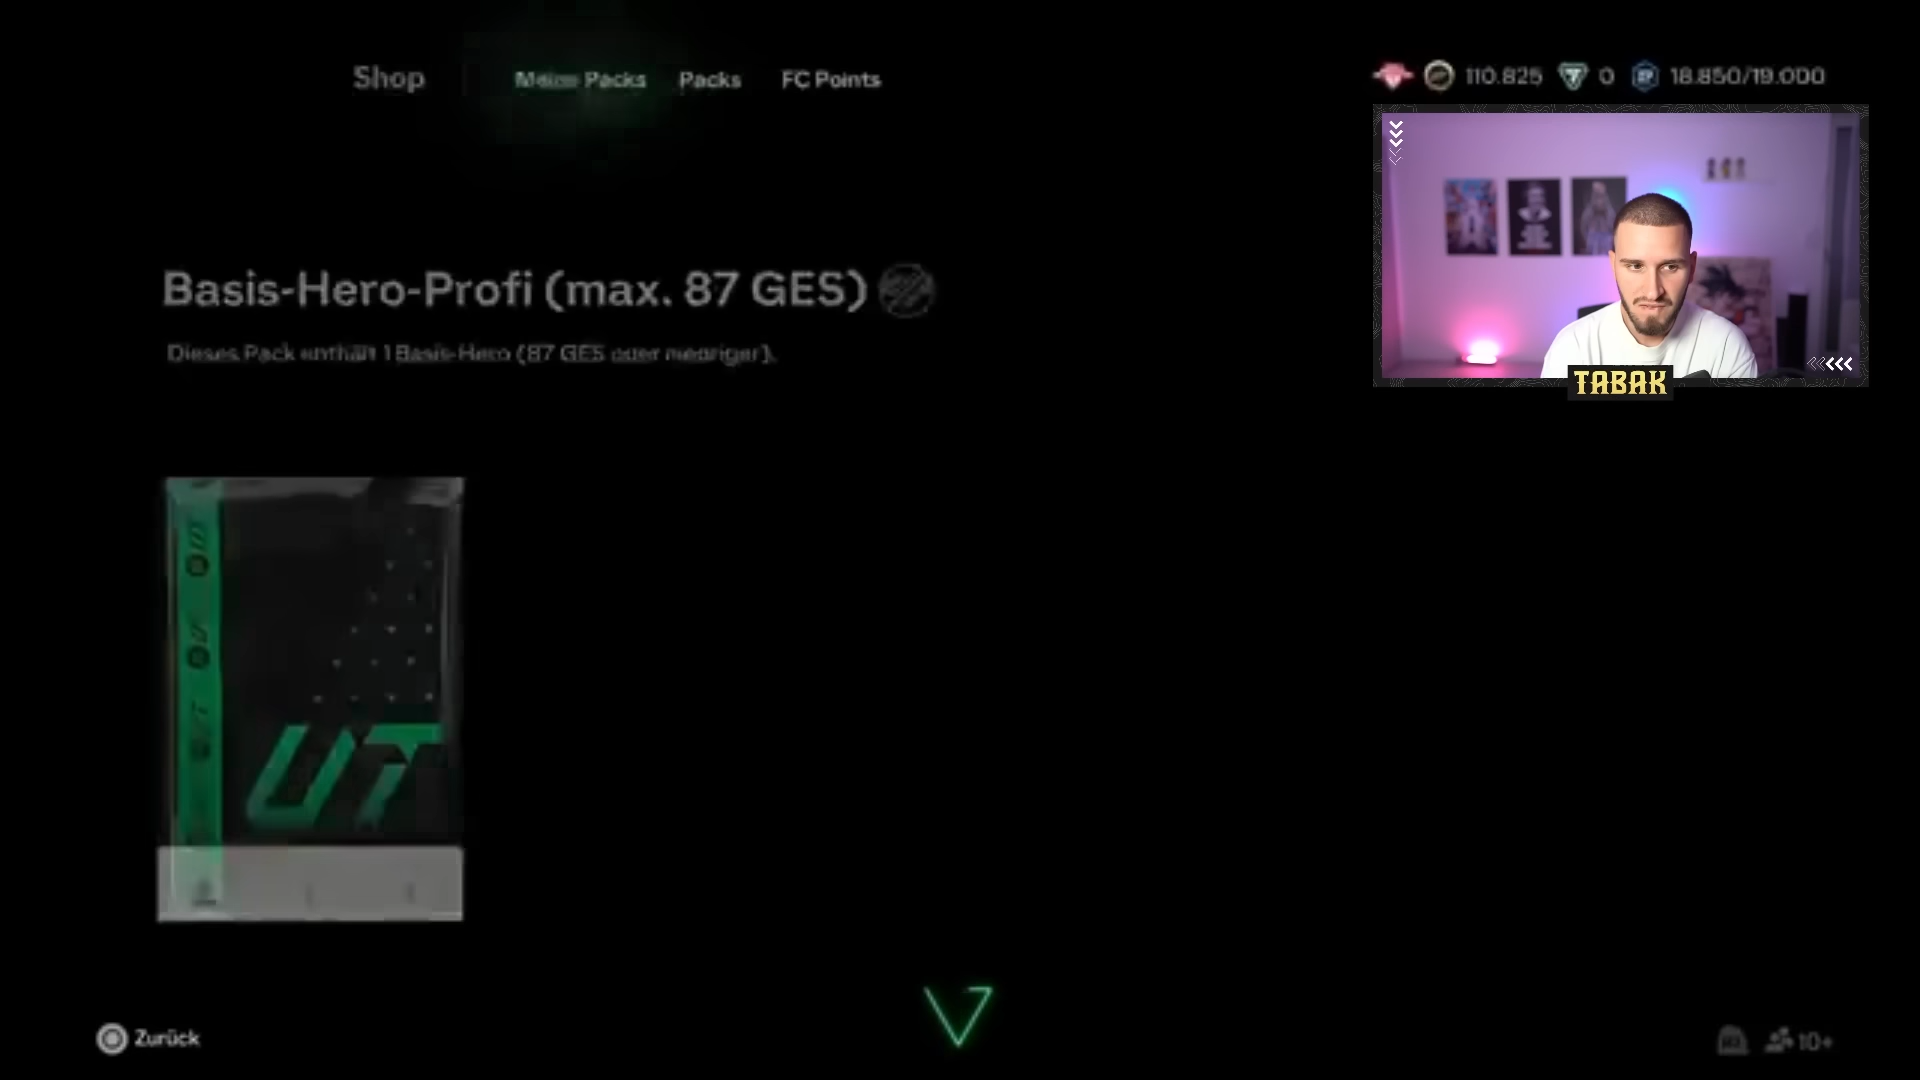 Shop
Meine Packs
Packs
FC Points
110.825
0
18.850/19.000
Basis-Hero-Profi (max. 87 GES)
Dieses Pack enthält 1 Basis-Hero (87 GES oder niedriger).
TABAK
UT
Zurück
10+